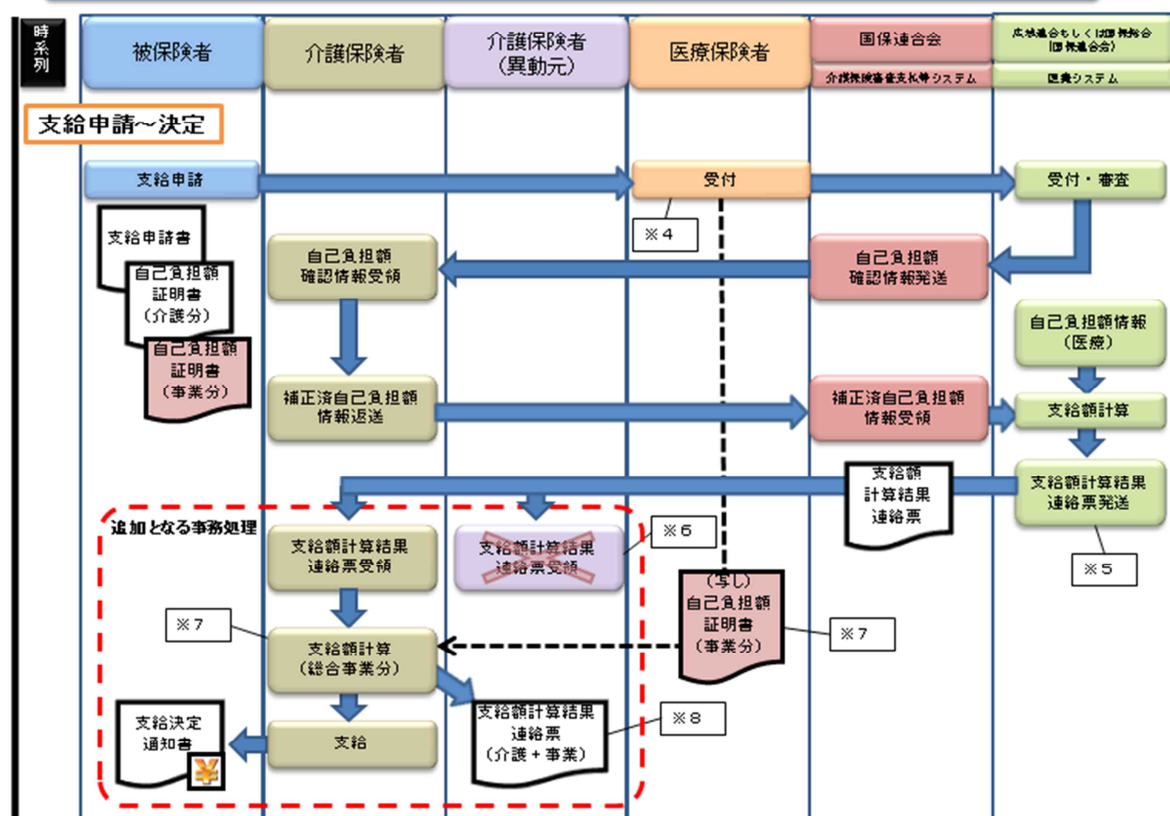 時系列
被保険者
介護保険者
介護保険者
(異動元)
医療保険者
国保連合会
介護保険審査支払等システム
広域連合もしくは国保総合
(国保連合会)
医療システム
支給申請～決定
支給申請
受付
受付・審査
※4
支給申請書
自己負担額
証明書
(介護分)
自己負担額
証明書
(事業分)
自己負担額
確認情報受領
自己負担額
確認情報発送
自己負担額情報
(医療)
補正済自己負担額
情報返送
補正済自己負担額
情報受領
支給額計算
支給額
計算結果
連絡票
支給額計算結果
連絡票発送
※5
追加となる事務処理
支給額計算結果
連絡票受領
支給額計算結果
連絡票受領
※6
(写し)
自己負担額
証明書
(事業分)
※7
※7
支給額計算
(総合事業分)
支給決定
通知書
¥
支給
支給額計算結果
連絡票
(介護+事業)
※8